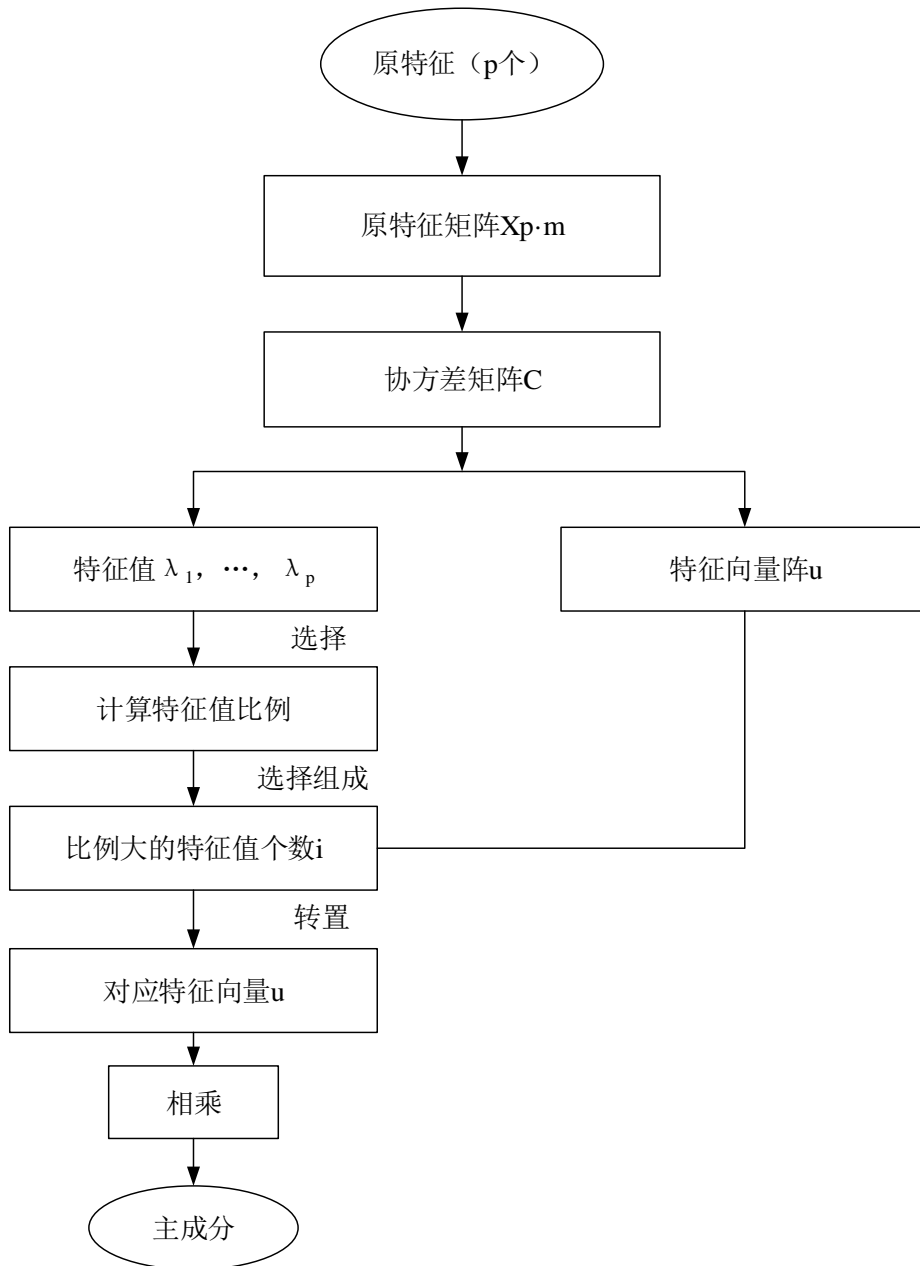 原特征（p个）
原特征矩阵Xp·m
协方差矩阵C
特征值λ1，…，λp
特征向量阵u
选择
计算特征值比例
选择组成
比例大的特征值个数i
转置
对应特征向量u
相乘
主成分